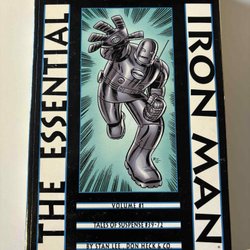 THE ESSENTIAL
IRON MAN
VOLUME #1
TALES OF SUSPENSE #39-72
BY STAN LEE, DON HECK & CO.